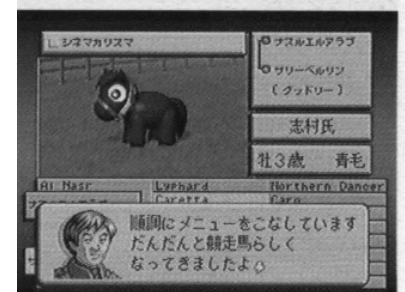 シネマカリスマ
ナスルエルアラブ
サリーベルリン
(グッドリー)
志村氏
牡3歳 青毛
Al Nasr Lyphard Northern Dancer
Caretta Caro
順調にメニューをこなしています
だんだんと競走馬らしく
なってきましたよ